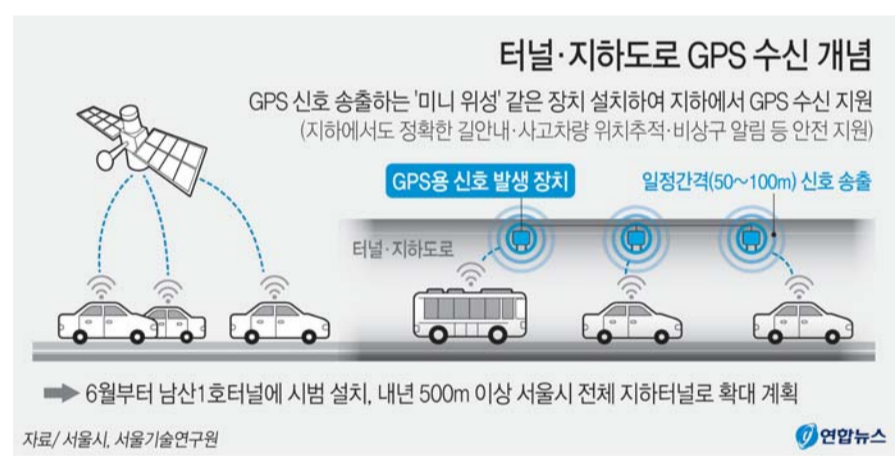 터널·지하도로 GPS 수신 개념
GPS 신호 송출하는 '미니 위성' 같은 장치 설치하여 지하에서 GPS 수신 지원
(지하에서도 정확한 길안내·사고차량 위치추적·비상구 알림 등 안전 지원)
GPS용 신호 발생 장치
일정간격(50~100m) 신호 송출
터널·지하도로
6월부터 남산1호터널에 시범 설치, 내년 500m 이상 서울시 전체 지하터널로 확대 계획
자료/ 서울시, 서울기술연구원
연합뉴스